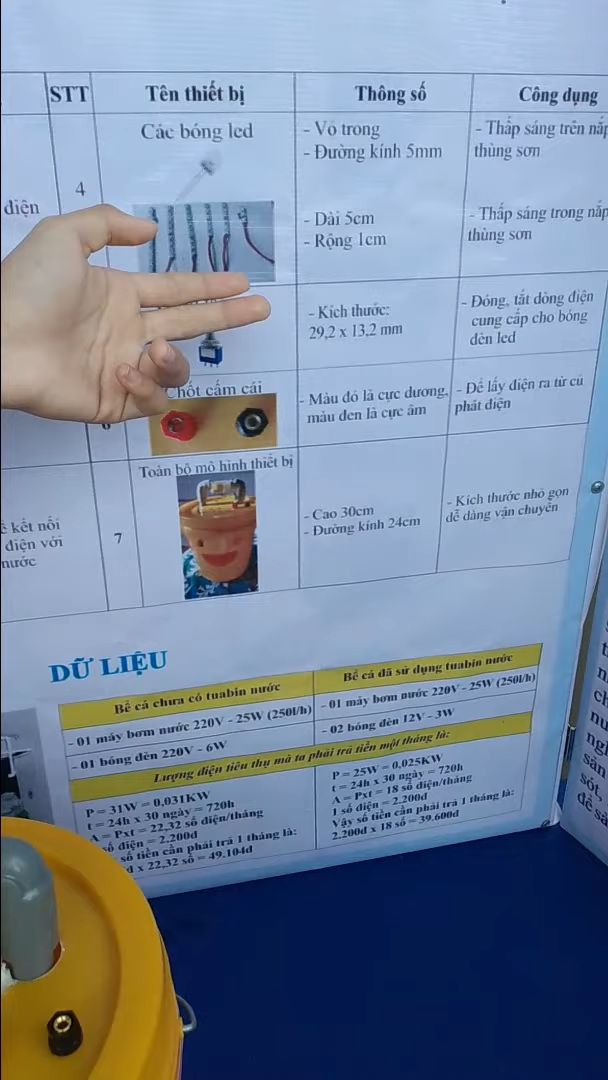 STT
Tên thiết bị
Thông số
Công dụng
điện
4
Các bóng led
- Vỏ trong
- Đường kính 5mm
- Thắp sáng trên nắp
thùng sơn
- Dài 5cm
- Rộng 1cm
- Thắp sáng trong nắp
thùng sơn
- Kích thước:
29,2 x 13,2 mm
- Đóng, tắt dòng điện
cung cấp cho bóng
đèn led
6
Chốt cắm cái
- Màu đỏ là cực dương,
màu đen là cực âm
- Để lấy điện ra từ củ
phát điện
kết nối
điện với
nước
7
Toàn bộ mô hình thiết bị
- Cao 30cm
- Đường kính 24cm
- Kích thước nhỏ gọn
dễ dàng vận chuyển
DỮ LIỆU
Bể cá chưa có tuabin nước
Bể cá đã sử dụng tuabin nước
- 01 máy bơm nước 220V - 25W (250l/h)
- 01 bóng đèn 220V - 6W
- 01 máy bơm nước 220V - 25W (250l/h)
- 02 bóng đèn 12V - 3W
Lượng điện tiêu thụ mà ta phải trả tiền một tháng là:
P = 31W = 0,031KW
t = 24h x 30 ngày = 720h
A = Pxt = 22,32 số điện/tháng
số điện = 2.200đ
số tiền cần phải trả 1 tháng là:
x 22,32 số = 49.104đ
P = 25W = 0,025KW
t = 24h x 30 ngày = 720h
A = Pxt = 18 số điện/tháng
1 số điện = 2.200đ
Vậy số tiền cần phải trả 1 tháng là:
2.200đ x 18 số = 39.600đ